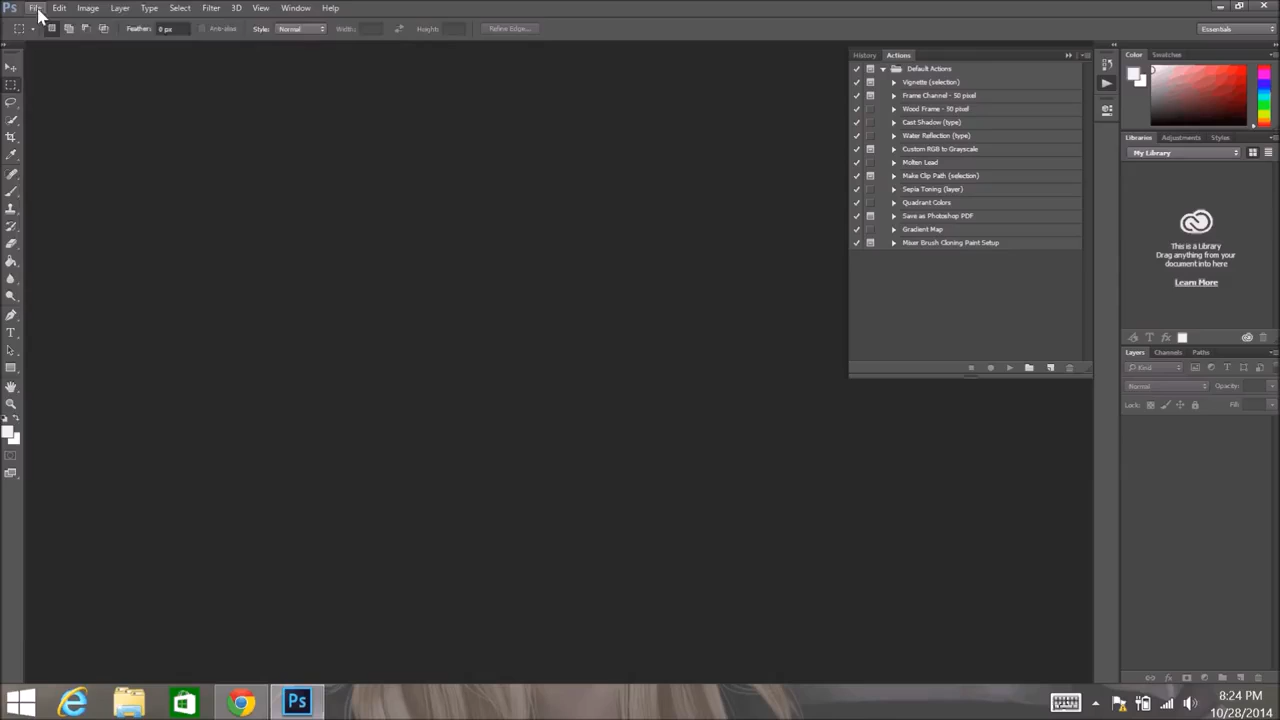 Ps File Edit Image Layer Type Select Filter 3D View Window Help
Feather: 0 px Anti-alias Style: Normal Width: Height: Refine Edge... Essentials
History Actions
Default Actions
Vignette (selection)
Frame Channel - 50 pixel
Wood Frame - 50 pixel
Cast Shadow (type)
Water Reflection (type)
Custom RGB to Grayscale
Molten Lead
Make Clip Path (selection)
Sepia Toning (layer)
Quadrant Colors
Save as Photoshop PDF
Gradient Map
Mixer Brush Cloning Paint Setup
Color Swatches
Libraries Adjustments Styles
My Library
This is a Library
Drag anything from your
document into here
Learn More
Layers Channels Paths
Kind
Normal Opacity:
Lock: Fill:
Ps
8:24 PM
10/28/2014